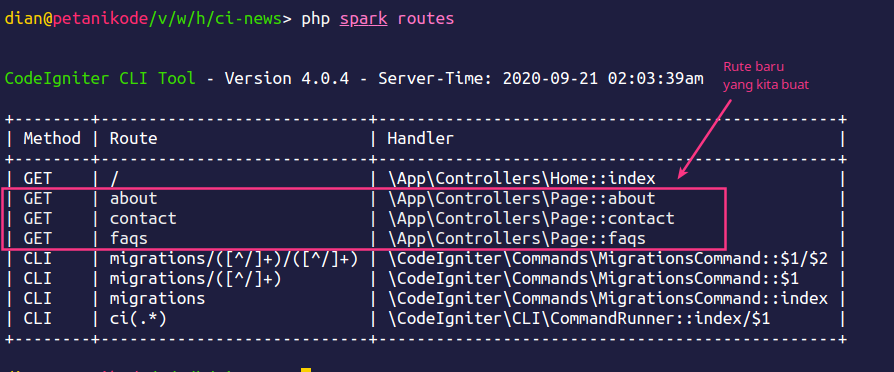 dian@petanikode/v/w/h/ci-news> php spark routes
CodeIgniter CLI Tool - Version 4.0.4 - Server-Time: 2020-09-21 02:03:39am
Rute baru
yang kita buat
+--------+----------------------------+------------------------------------------------+
| Method | Route                      | Handler                                        |
+--------+----------------------------+------------------------------------------------+
| GET    | /                          | \App\Controllers\Home::index                   |
| GET    | about                      | \App\Controllers\Page::about                   |
| GET    | contact                    | \App\Controllers\Page::contact                 |
| GET    | faqs                       | \App\Controllers\Page::faqs                    |
| CLI    | migrations/([^/]+)/([^/]+) | \CodeIgniter\Commands\MigrationsCommand::$1/$2 |
| CLI    | migrations/([^/]+)         | \CodeIgniter\Commands\MigrationsCommand::$1    |
| CLI    | migrations                 | \CodeIgniter\Commands\MigrationsCommand::index |
| CLI    | ci(.*)                     | \CodeIgniter\CLI\CommandRunner::index/$1       |
+--------+----------------------------+------------------------------------------------+